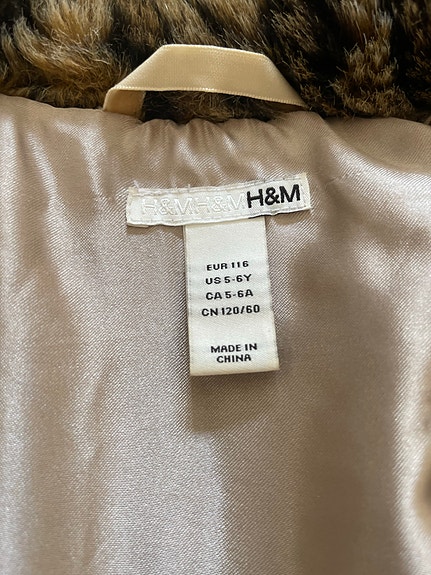 H&MH&MH&M
EUR 116
US 5-6Y
CA 5-6A
CN 120/60
MADE IN
CHINA